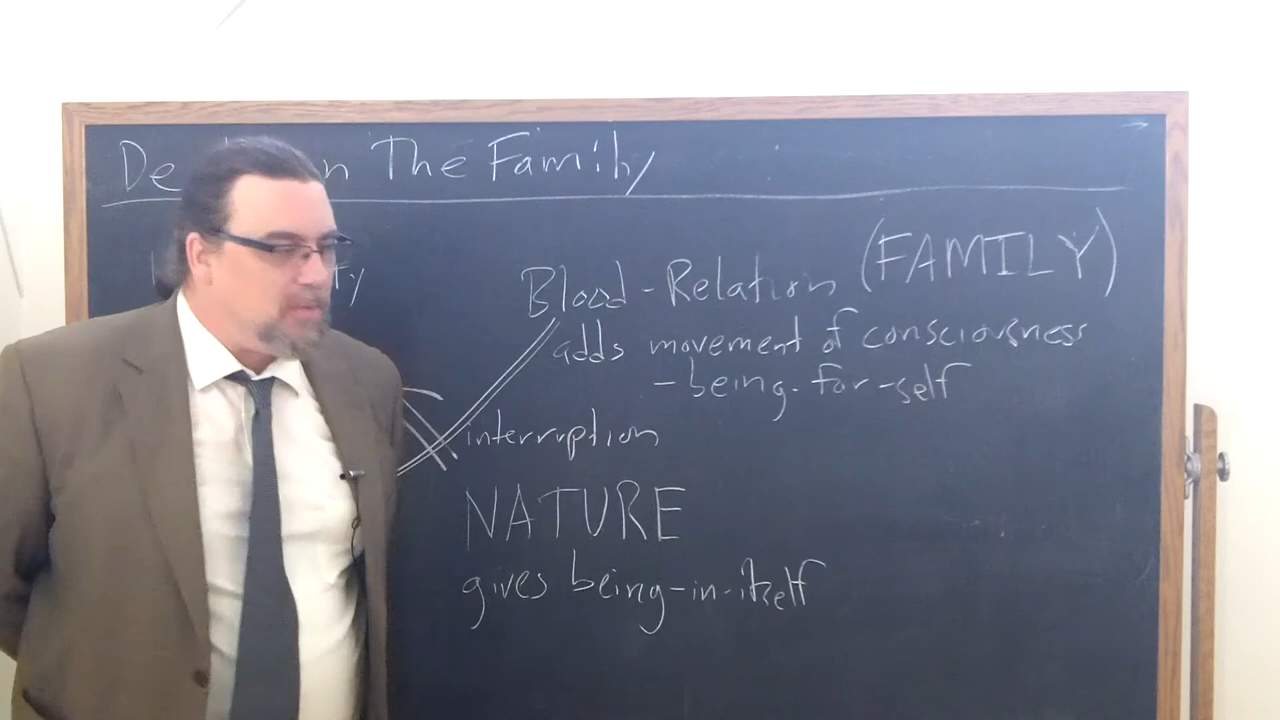 The Family
Blood-Relation (FAMILY)
adds movement of consciousness
- being-for-self
interruption
NATURE
gives being-in-itself